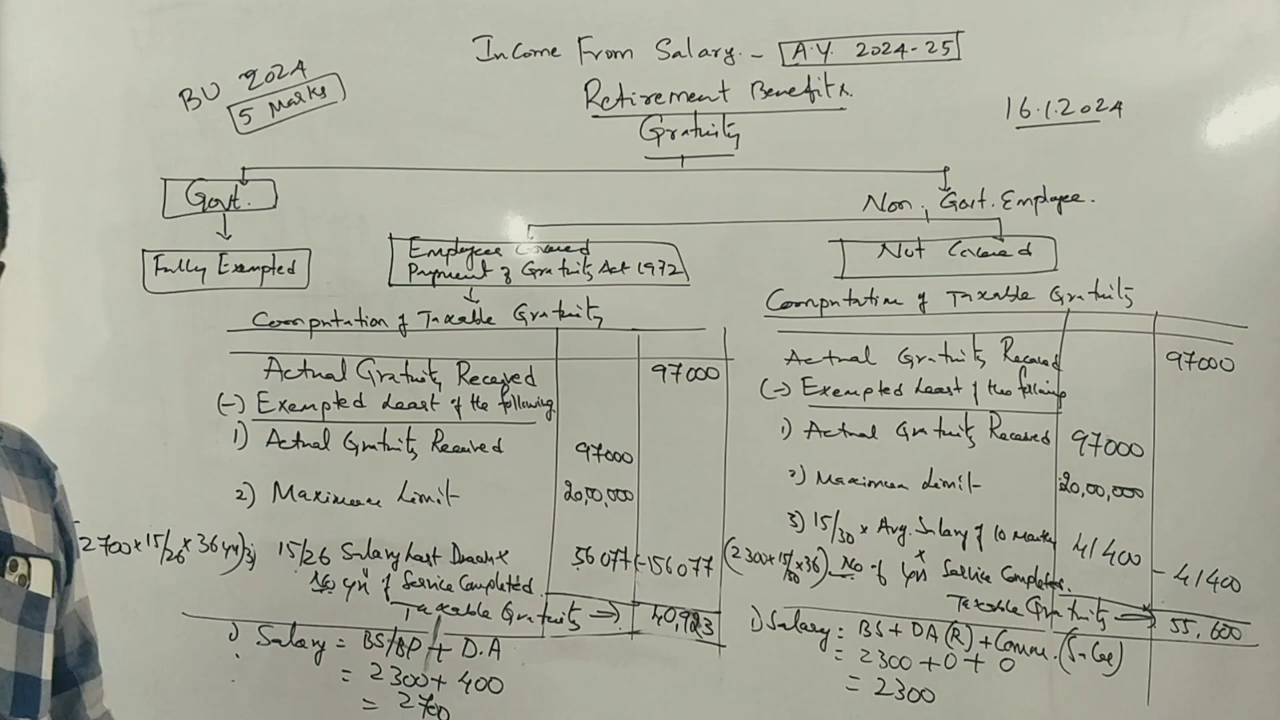 Income From Salary. - A.Y. 2024-25
BU 2024
5 Marks
Retirement Benefits.
16.1.2024
Gratuity
Govt.
Non. Govt. Employee.
Fully Exempted
Employees Covered
Payment of Gratuity Act 1972
Not Covered
Computation of Taxable Gratuity
Actual Gratuity Received 97000
(-) Exempted Least of the following
1) Actual Gratuity Received 97000
2) Maximum Limit 20,00,000
2700 × 15/26 × 36 yrs) 3) 15/26 Salary Last Drawn × 56077 (-) 56077
No yrs of Service Completed.
Taxable Gratuity → 40,923
1) Salary = BS/BP + D.A
= 2300 + 400
= 2700
Computation of Taxable Gratuity
Actual Gratuity Received 97000
(-) Exempted Least of the following
1) Actual Gratuity Received 97000
2) Maximum Limit 20,00,000
3) 15/30 × Avg. Salary of 10 Months 41400
(2300 × 15/30 × 36) × No of yrs Service Completed. - 41400
Taxable Gratuity → 55,600
1) Salary = BS + DA (R) + Comm. (Sales)
= 2300 + 0 + 0
= 2300